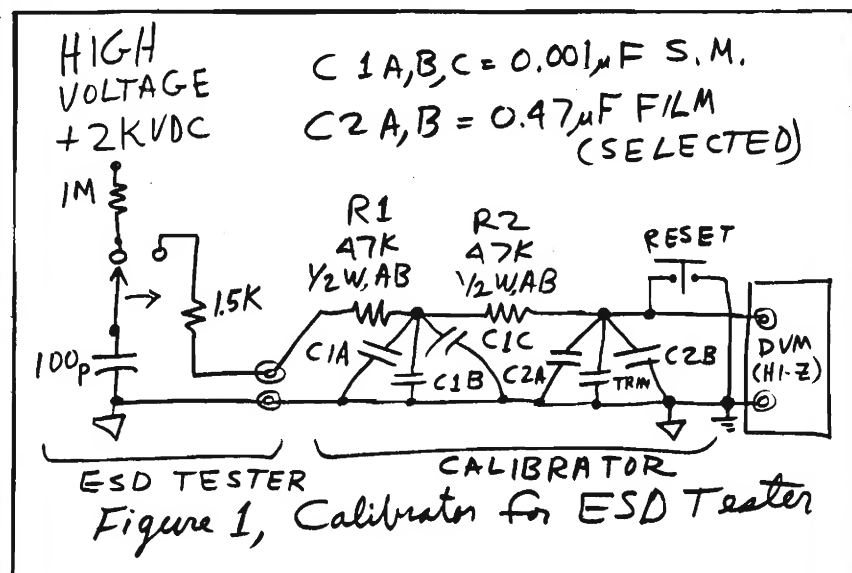 HIGH
VOLTAGE
+2KVDC
C 1A,B,C = 0.001µF S.M.
C2 A,B = 0.47µF FILM
(SELECTED)
1M
R1
47K
1/2W,AB
R2
47K
1/2W,AB
RESET
1.5K
100p
C1A
C1B
C1C
C2A
TRIM
C2B
DVM
(HI-Z)
ESD TESTER
CALIBRATOR
Figure 1, Calibrator for ESD Tester